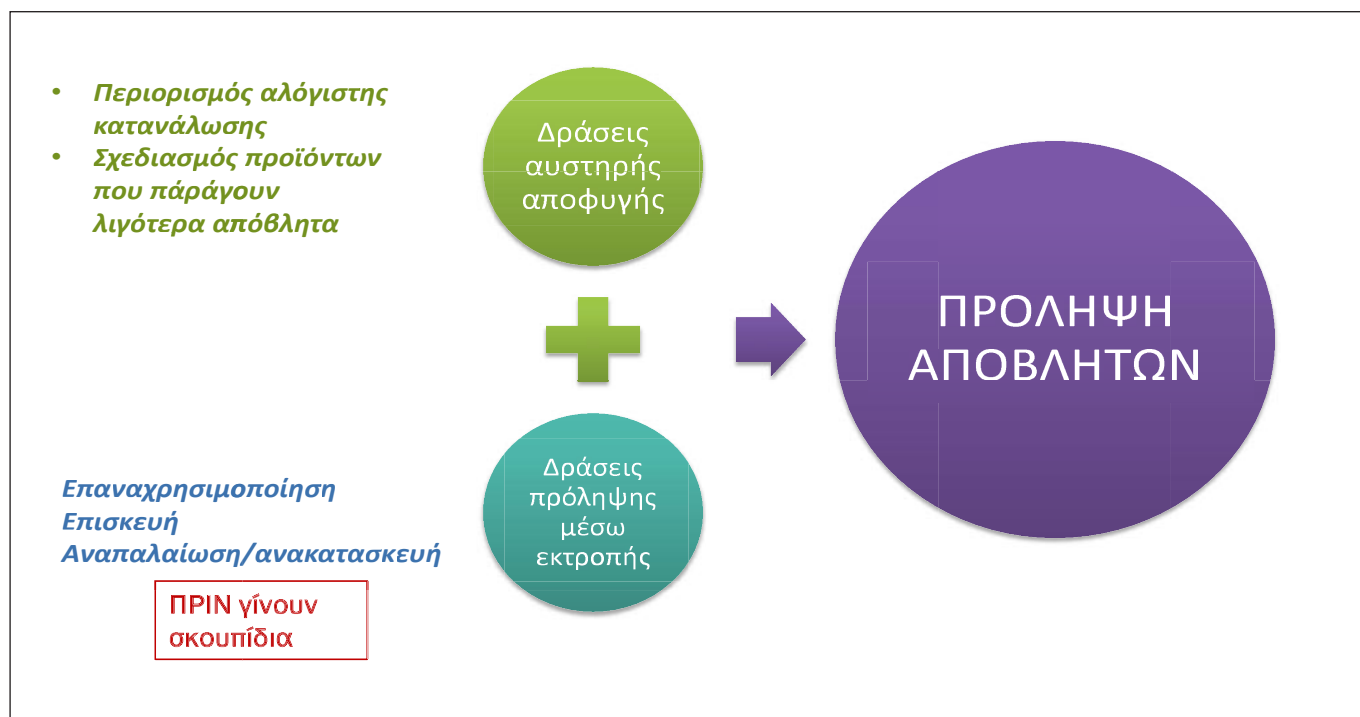 • Περιορισμός αλόγιστης
κατανάλωσης
• Σχεδιασμός προϊόντων
που πάράγουν
λιγότερα απόβλητα
Δράσεις
αυστηρής
αποφυγής
ΠΡΟΛΗΨΗ
ΑΠΟΒΛΗΤΩΝ
Επαναχρησιμοποίηση
Επισκευή
Αναπαλαίωση/ανακατασκευή
ΠΡΙΝ γίνουν
σκουπίδια
Δράσεις
πρόληψης
μέσω
εκτροπής